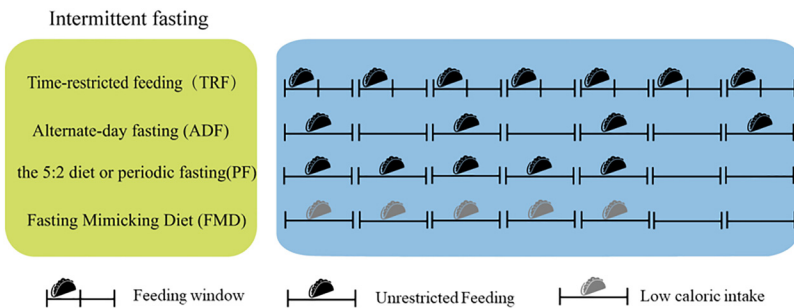 Intermittent fasting
Time-restricted feeding（TRF）
Alternate-day fasting (ADF)
the 5:2 diet or periodic fasting(PF)
Fasting Mimicking Diet (FMD)
Feeding window
Unrestricted Feeding
Low caloric intake